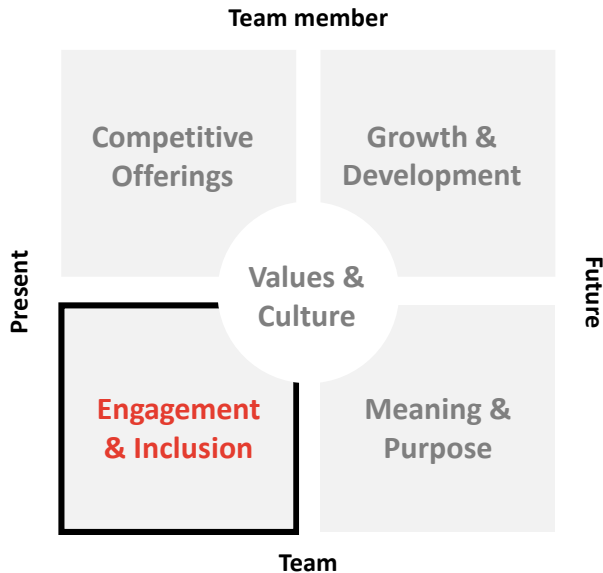 Team member
Competitive
Offerings
Growth &
Development
Present
Values &
Culture
Future
Engagement
& Inclusion
Meaning &
Purpose
Team